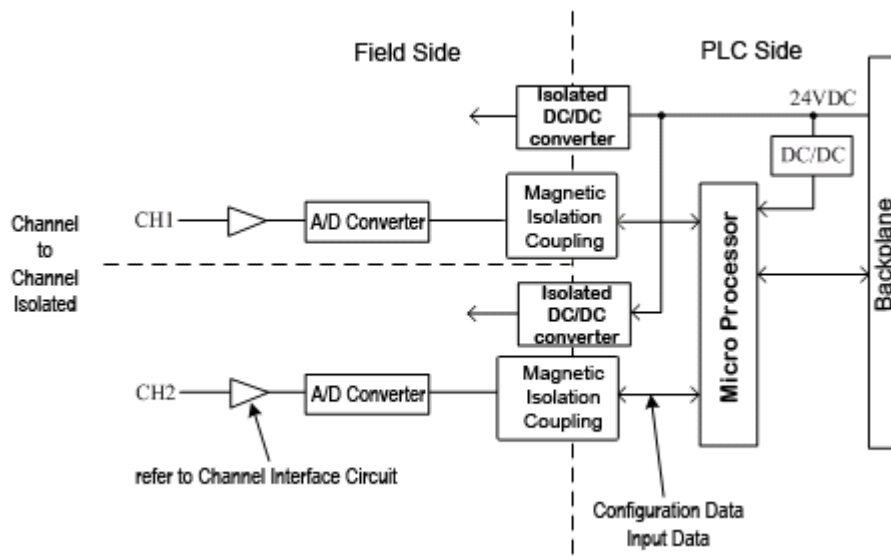 Field Side
PLC Side
Isolated
DC/DC
converter
24VDC
DC/DC
CH1
A/D Converter
Magnetic
Isolation
Coupling
Channel
to
Channel
Isolated
Micro Processor
Backplane
Isolated
DC/DC
converter
CH2
A/D Converter
Magnetic
Isolation
Coupling
refer to Channel Interface Circuit
Configuration Data
Input Data